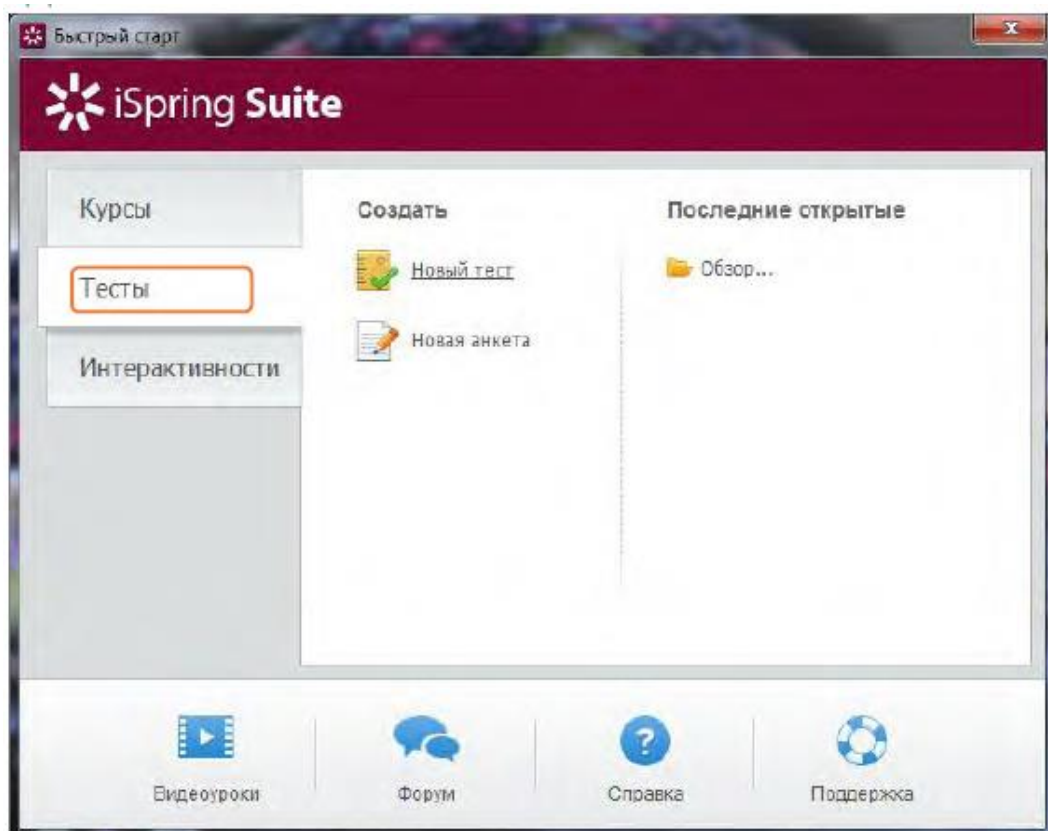 Быстрый старт
iSpring Suite
Курсы
Тесты
Интерактивности
Создать
Новый тест
Новая анкета
Последние открытые
Обзор...
Видеоуроки
Форум
Справка
Поддержка